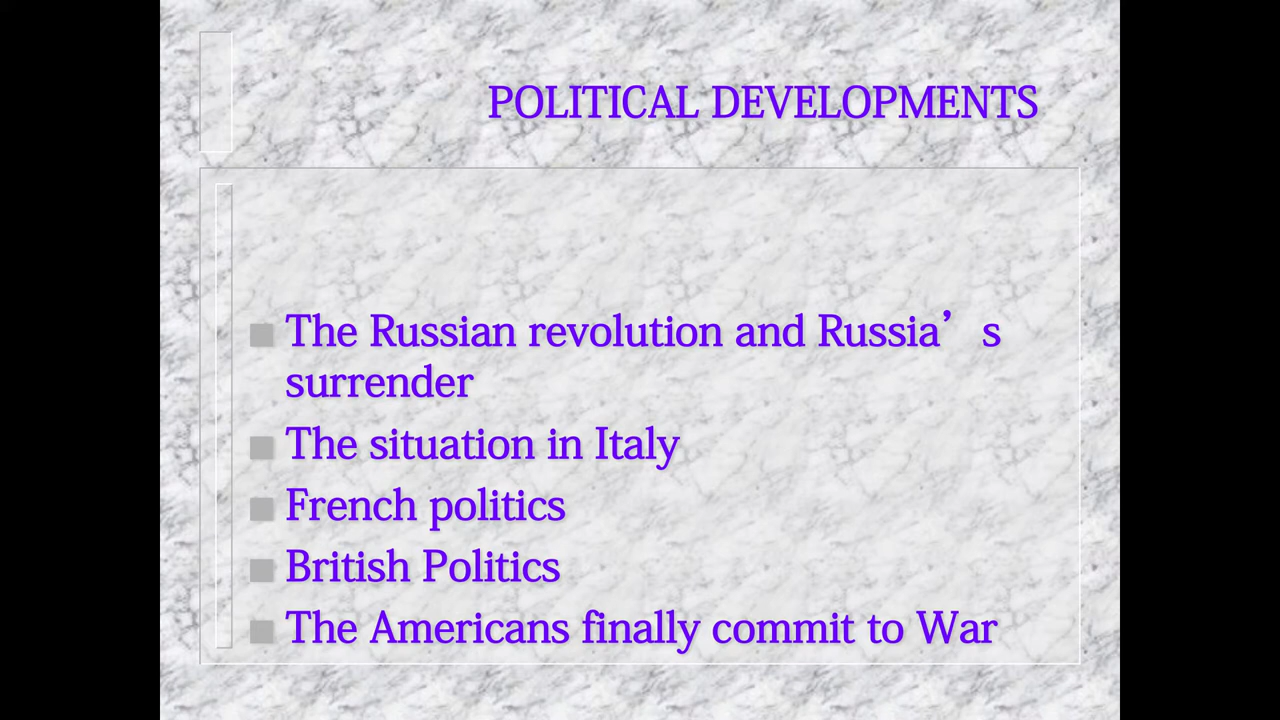 POLITICAL DEVELOPMENTS
The Russian revolution and Russia’s
surrender
The situation in Italy
French politics
British Politics
The Americans finally commit to War